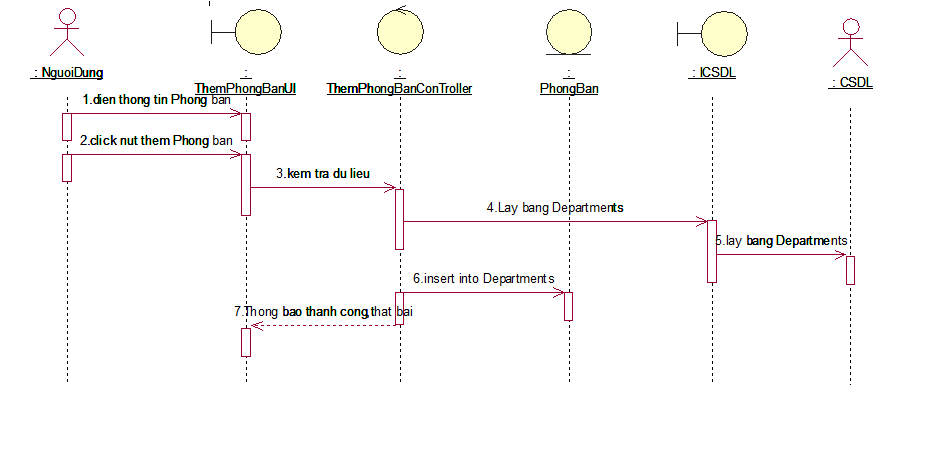 : NguoiDung
:
ThemPhongBanUI
:
ThemPhongBanConTroller
:
PhongBan
: ICSDL
: CSDL
1.dien thong tin Phong ban
2.click nut them Phong ban
3.kem tra du lieu
4.Lay bang Departments
5.lay bang Departments
6.insert into Departments
7.Thong bao thanh cong,that bai